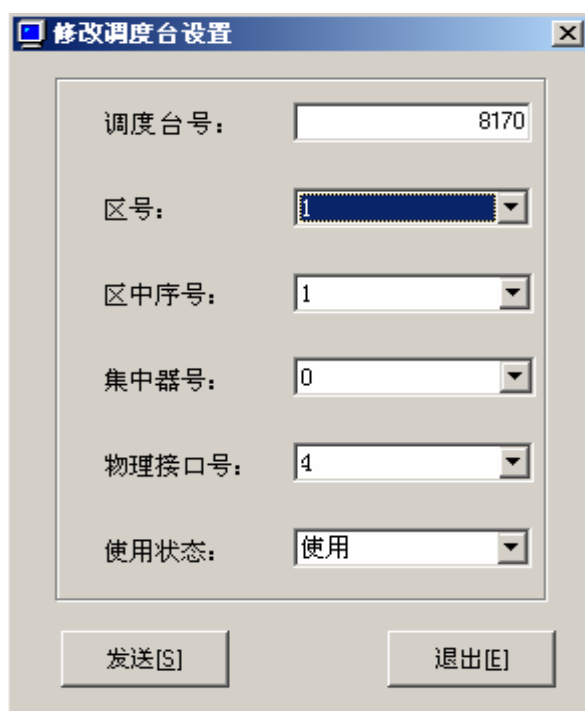 修改调度台设置
调度台号： 8170
区号： 1
区中序号： 1
集中器号： 0
物理接口号： 4
使用状态： 使用
发送[S] 退出[E]